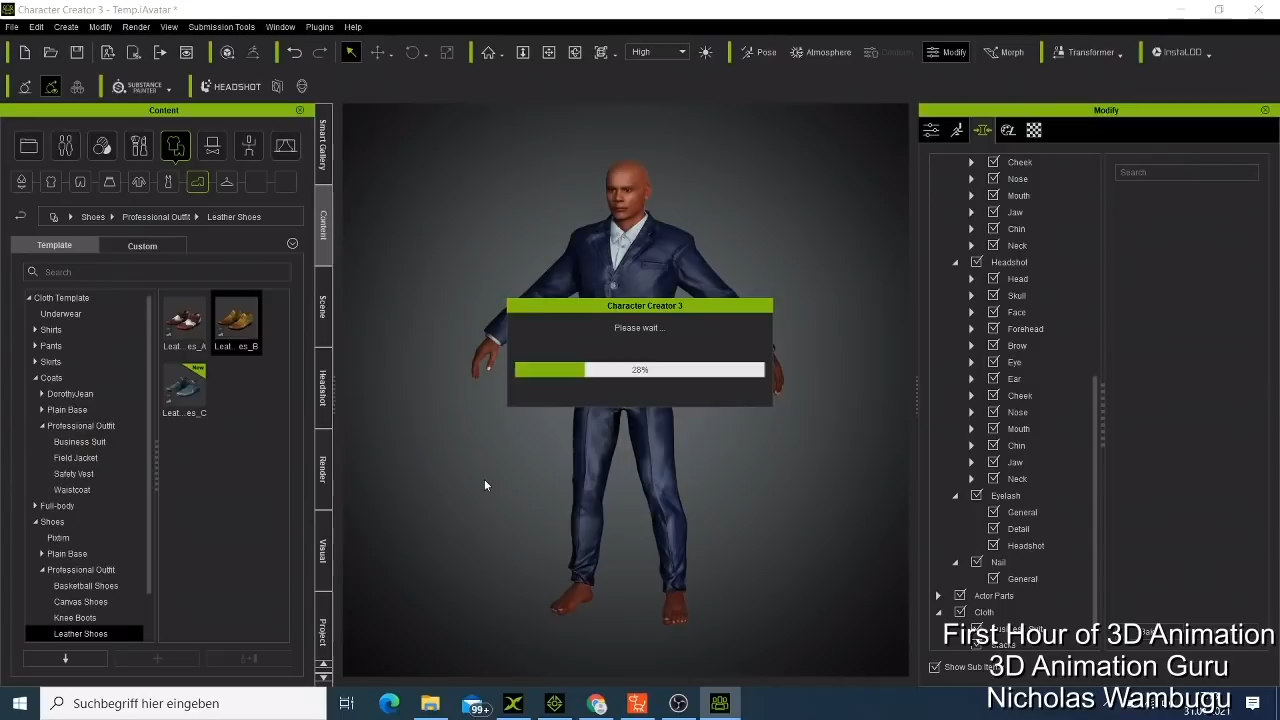 Character Creator 3 - Temp.iAvatar *
File Edit Create Modify Render View Submission Tools Window Plugins Help
High Pose Atmosphere Modify Morph Transformer InstaLOD
SUBSTANCE PAINTER HEADSHOT
Content
Modify
Shoes Professional Outfit Leather Shoes
Template Custom
Search
Cloth Template
Underwear
Shirts
Pants
Skirts
Coats
DorothyJean
Plain Base
Professional Outfit
Business Suit
Field Jacket
Safety Vest
Waistcoat
Full-body
Shoes
Pixtim
Plain Base
Professional Outfit
Basketball Shoes
Canvas Shoes
Knee Boots
Leather Shoes
Leat...es_A
Leat...es_B
New
Leat...es_C
Smart Gallery
Content
Scene
Headshot
Render
Visual
Project
Character Creator 3
Please wait ...
28%
Cheek
Nose
Mouth
Jaw
Chin
Neck
Headshot
Head
Skull
Face
Forehead
Brow
Eye
Ear
Cheek
Nose
Mouth
Chin
Jaw
Neck
Eyelash
General
Detail
Headshot
Nail
General
Actor Parts
Cloth
Show Sub Items
Search
First Hour of 3D Animation
3D Animation Guru
Nicholas Wambugu
Suchbegriff hier eingeben
99+